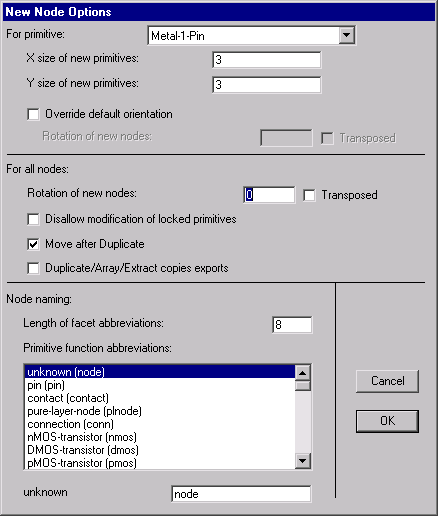 New Node Options
For primitive: Metal-1-Pin
X size of new primitives: 3
Y size of new primitives: 3
Override default orientation
Rotation of new nodes: Transposed
For all nodes:
Rotation of new nodes: 0 Transposed
Disallow modification of locked primitives
Move after Duplicate
Duplicate/Array/Extract copies exports
Node naming:
Length of facet abbreviations: 8
Primitive function abbreviations:
unknown (node)
pin (pin)
contact (contact)
pure-layer-node (plnode)
connection (conn)
nMOS-transistor (nmos)
DMOS-transistor (dmos)
pMOS-transistor (pmos)
Cancel
OK
unknown node